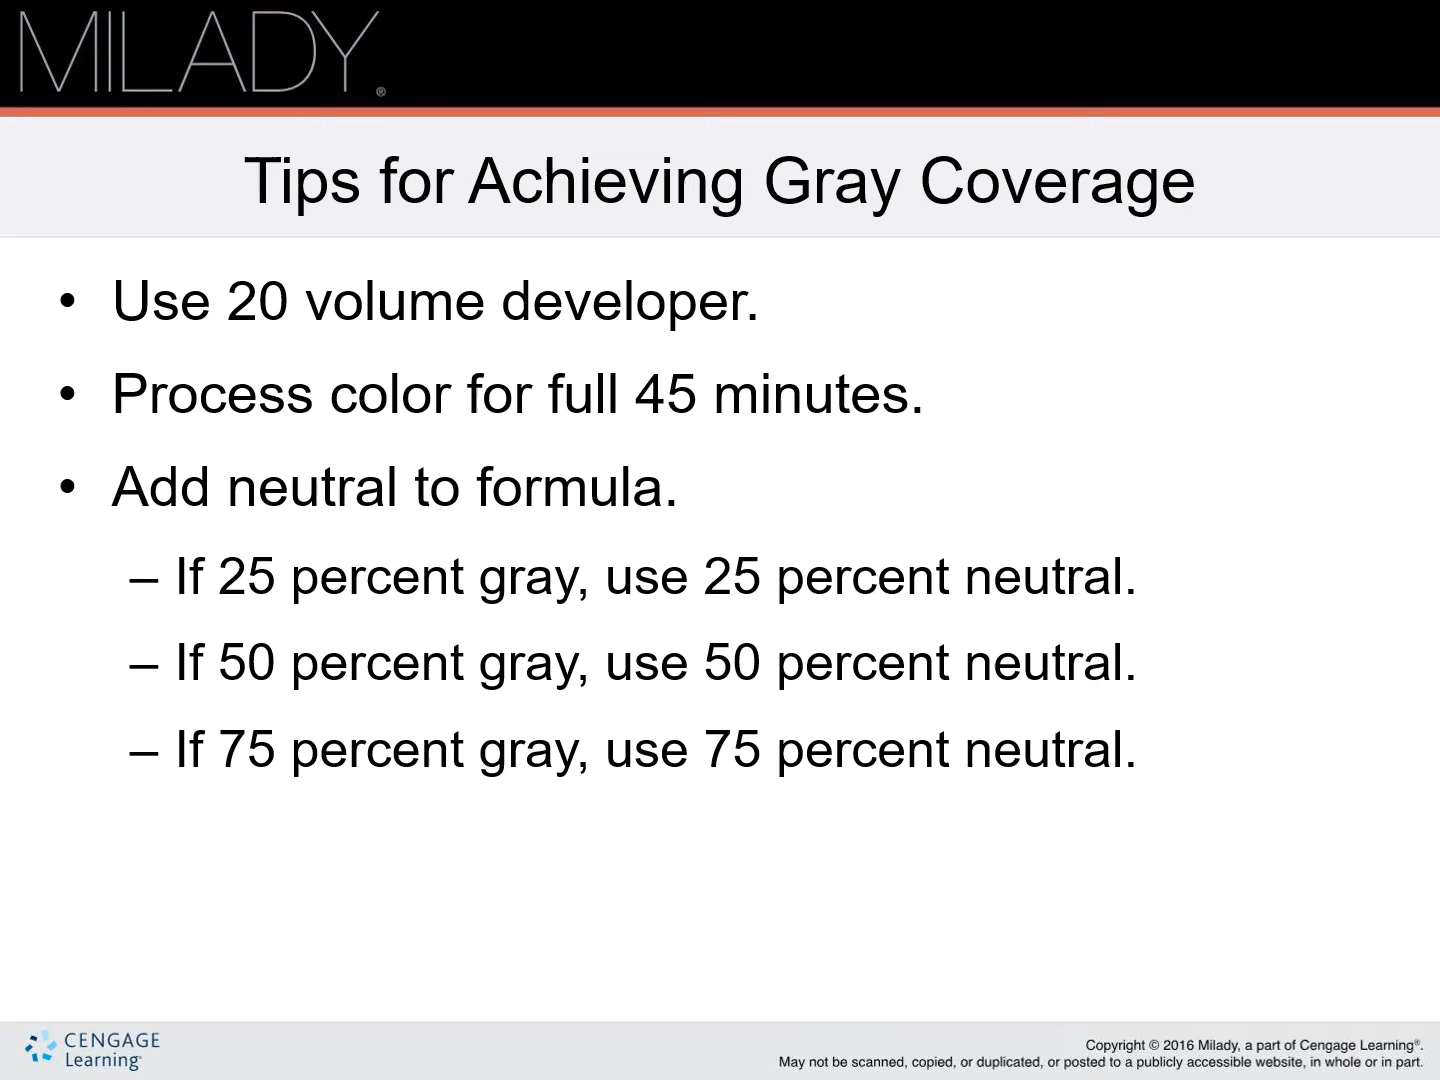 MILADY®
Tips for Achieving Gray Coverage
• Use 20 volume developer.
• Process color for full 45 minutes.
• Add neutral to formula.
– If 25 percent gray, use 25 percent neutral.
– If 50 percent gray, use 50 percent neutral.
– If 75 percent gray, use 75 percent neutral.
CENGAGE
Learning
Copyright © 2016 Milady, a part of Cengage Learning®.
May not be scanned, copied, or duplicated, or posted to a publicly accessible website, in whole or in part.